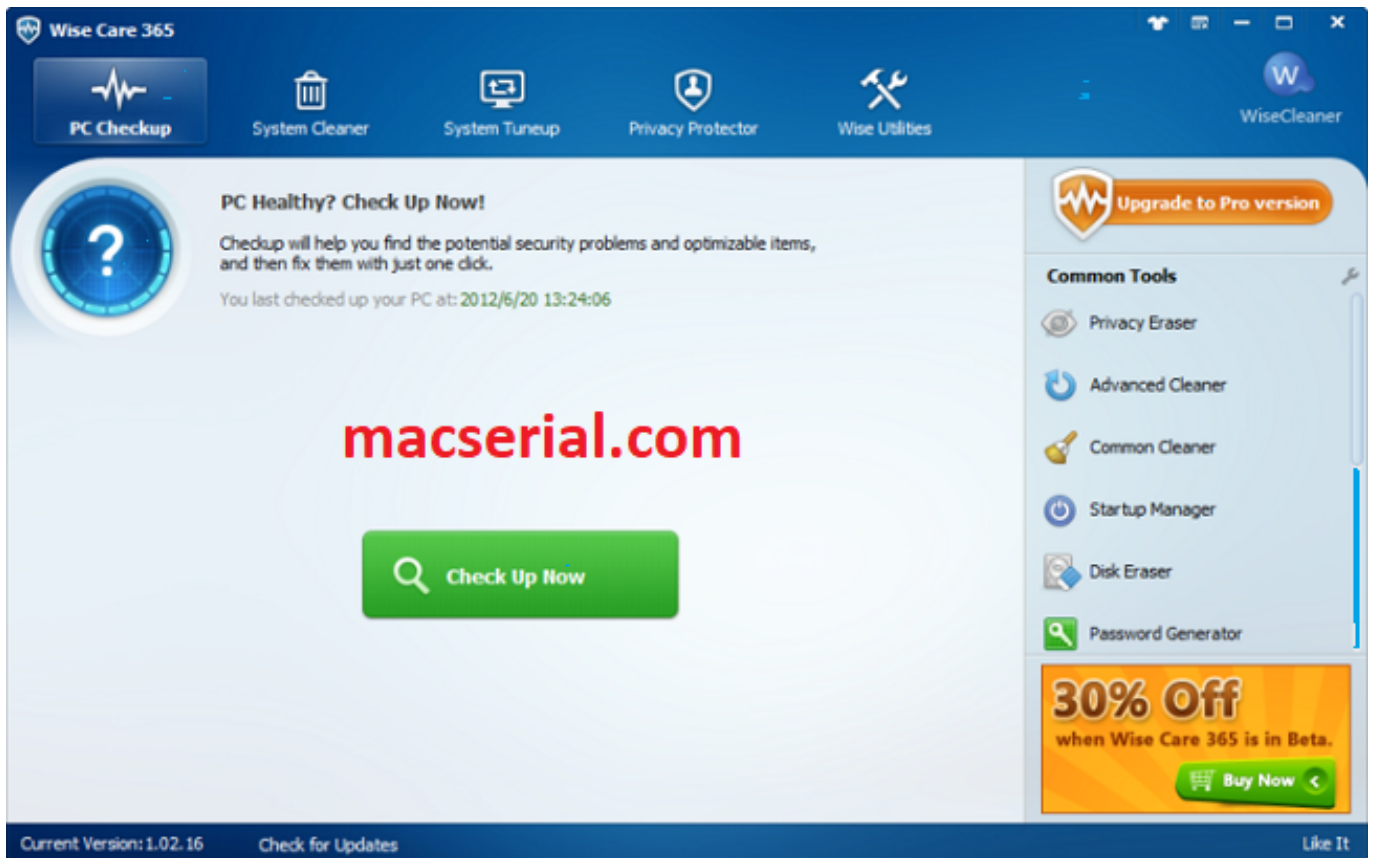 Wise Care 365
PC Checkup
System Cleaner
System Tuneup
Privacy Protector
Wise Utilities
W
WiseCleaner
PC Healthy? Check Up Now!
Checkup will help you find the potential security problems and optimizable items,
and then fix them with just one click.
You last checked up your PC at: 2012/6/20 13:24:06
macserial.com
Check Up Now
Upgrade to Pro version
Common Tools
Privacy Eraser
Advanced Cleaner
Common Cleaner
Startup Manager
Disk Eraser
Password Generator
30% Off
when Wise Care 365 is in Beta.
Buy Now
Current Version:1.02.16
Check for Updates
Like It